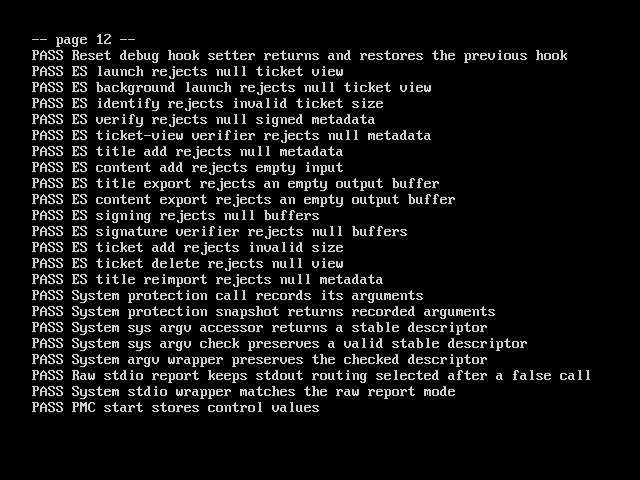 -- page 12 --
PASS Reset debug hook setter returns and restores the previous hook
PASS ES launch rejects null ticket view
PASS ES background launch rejects null ticket view
PASS ES identify rejects invalid ticket size
PASS ES verify rejects null signed metadata
PASS ES ticket-view verifier rejects null metadata
PASS ES title add rejects null metadata
PASS ES content add rejects empty input
PASS ES title export rejects an empty output buffer
PASS ES content export rejects an empty output buffer
PASS ES signing rejects null buffers
PASS ES signature verifier rejects null buffers
PASS ES ticket add rejects invalid size
PASS ES ticket delete rejects null view
PASS ES title reimport rejects null metadata
PASS System protection call records its arguments
PASS System protection snapshot returns recorded arguments
PASS System sys argv accessor returns a stable descriptor
PASS System sys argv check preserves a valid stable descriptor
PASS System argv wrapper preserves the checked descriptor
PASS Raw stdio report keeps stdout routing selected after a false call
PASS System stdio wrapper matches the raw report mode
PASS PMC start stores control values